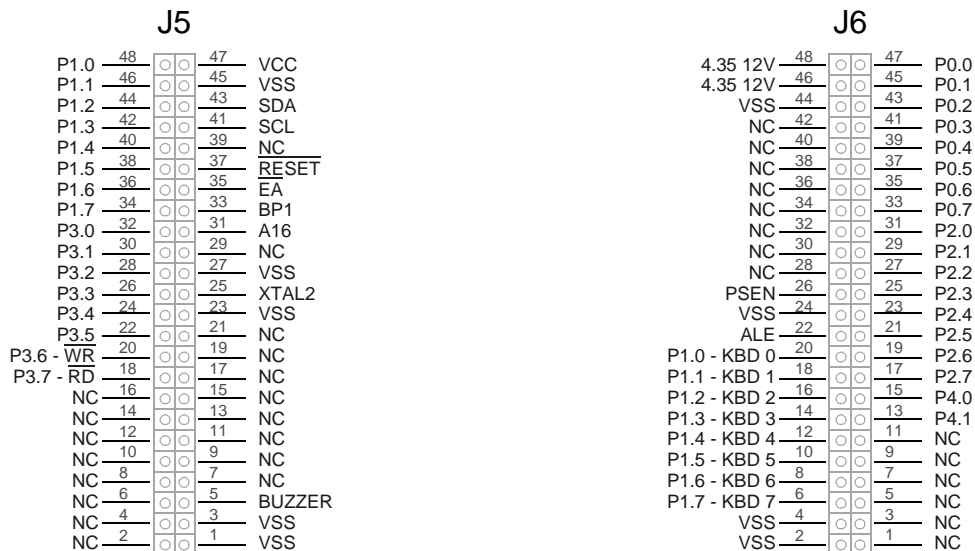 J5 J6
P1.0 48 47 VCC 4.35 12V 48 47 P0.0
P1.1 46 45 VSS 4.35 12V 46 45 P0.1
P1.2 44 43 SDA VSS 44 43 P0.2
P1.3 42 41 SCL NC 42 41 P0.3
P1.4 40 39 NC NC 40 39 P0.4
P1.5 38 37 RESET NC 38 37 P0.5
P1.6 36 35 EA NC 36 35 P0.6
P1.7 34 33 BP1 NC 34 33 P0.7
P3.0 32 31 A16 NC 32 31 P2.0
P3.1 30 29 NC NC 30 29 P2.1
P3.2 28 27 VSS NC 28 27 P2.2
P3.3 26 25 XTAL2 PSEN 26 25 P2.3
P3.4 24 23 VSS VSS 24 23 P2.4
P3.5 22 21 NC ALE 22 21 P2.5
P3.6 - WR 20 19 NC P1.0 - KBD 0 20 19 P2.6
P3.7 - RD 18 17 NC P1.1 - KBD 1 18 17 P2.7
NC 16 15 NC P1.2 - KBD 2 16 15 P4.0
NC 14 13 NC P1.3 - KBD 3 14 13 P4.1
NC 12 11 NC P1.4 - KBD 4 12 11 NC
NC 10 9 NC P1.5 - KBD 5 10 9 NC
NC 8 7 NC P1.6 - KBD 6 8 7 NC
NC 6 5 BUZZER P1.7 - KBD 7 6 5 NC
NC 4 3 VSS VSS 4 3 NC
NC 2 1 VSS VSS 2 1 NC